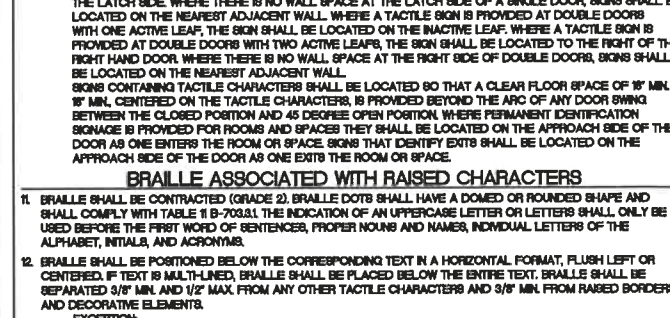 THE LATCH SIDE. WHERE THERE IS NO WALL SPACE AT THE LATCH SIDE OF A SINGLE DOOR, SIGNS SHALL BE
LOCATED ON THE NEAREST ADJACENT WALL. WHERE A TACTILE SIGN IS PROVIDED AT DOUBLE DOORS
WITH ONE ACTIVE LEAF, THE SIGN SHALL BE LOCATED ON THE INACTIVE LEAF. WHERE A TACTILE SIGN IS
PROVIDED AT DOUBLE DOORS WITH TWO ACTIVE LEAFS, THE SIGN SHALL BE LOCATED TO THE RIGHT OF TH
RIGHT HAND DOOR. WHERE THERE IS NO WALL SPACE AT THE RIGHT SIDE OF DOUBLE DOORS, SIGNS SHALL
BE LOCATED ON THE NEAREST ADJACENT WALL.
SIGNS CONTAINING TACTILE CHARACTERS SHALL BE LOCATED SO THAT A CLEAR FLOOR SPACE OF 18" MIN.
18" MIN., CENTERED ON THE TACTILE CHARACTERS, IS PROVIDED BEYOND THE ARC OF ANY DOOR SWING
BETWEEN THE CLOSED POSITION AND 45 DEGREE OPEN POSITION. WHERE PERMANENT IDENTIFICATION
SIGNAGE IS PROVIDED FOR ROOMS AND SPACES THEY SHALL BE LOCATED ON THE APPROACH SIDE OF THE
DOOR AS ONE ENTERS THE ROOM OR SPACE. SIGNS THAT IDENTIFY EXITS SHALL BE LOCATED ON THE
APPROACH SIDE OF THE DOOR AS ONE EXITS THE ROOM OR SPACE.
BRAILLE ASSOCIATED WITH RAISED CHARACTERS
11. BRAILLE SHALL BE CONTRACTED (GRADE 2). BRAILLE DOTS SHALL HAVE A DOMED OR ROUNDED SHAPE AND
SHALL COMPLY WITH TABLE 11 B-703.3.1. THE INDICATION OF AN UPPERCASE LETTER OR LETTERS SHALL ONLY BE
USED BEFORE THE FIRST WORD OF SENTENCES, PROPER NOUNS AND NAMES, INDIVIDUAL LETTERS OF THE
ALPHABET, INITIALS, AND ACRONYMS.
12. BRAILLE SHALL BE POSITIONED BELOW THE CORRESPONDING TEXT IN A HORIZONTAL FORMAT, FLUSH LEFT OR
CENTERED. IF TEXT IS MULTI-LINED, BRAILLE SHALL BE PLACED BELOW THE ENTIRE TEXT. BRAILLE SHALL BE
SEPARATED 3/8" MIN. AND 1/2" MAX. FROM ANY OTHER TACTILE CHARACTERS AND 3/8" MIN. FROM RAISED BORDERS
AND DECORATIVE ELEMENTS.